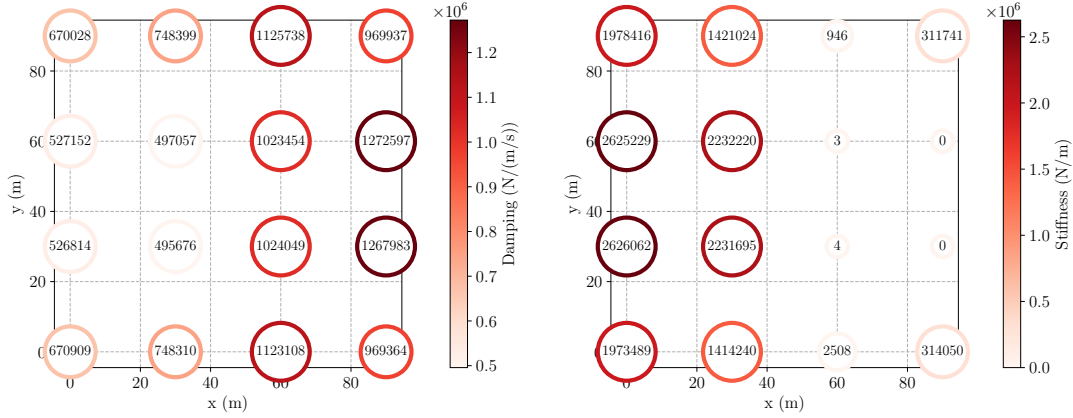 ×10⁶
670028 748399 1125738 969937
527152 497057 1023454 1272597
526814 495676 1024049 1267983
670909 748310 1123108 969364
80
60
40
20
0
y (m)
0 20 40 60 80
x (m)
1.2
1.1
1.0
0.9
0.8
0.7
0.6
0.5
Damping (N/(m/s))
×10⁶
1978416 1421024 946 311741
2625229 2232220 3 0
2626062 2231695 4 0
1973489 1414240 2508 314050
80
60
40
20
0
y (m)
0 20 40 60 80
x (m)
2.5
2.0
1.5
1.0
0.5
0.0
Stiffness (N/m)